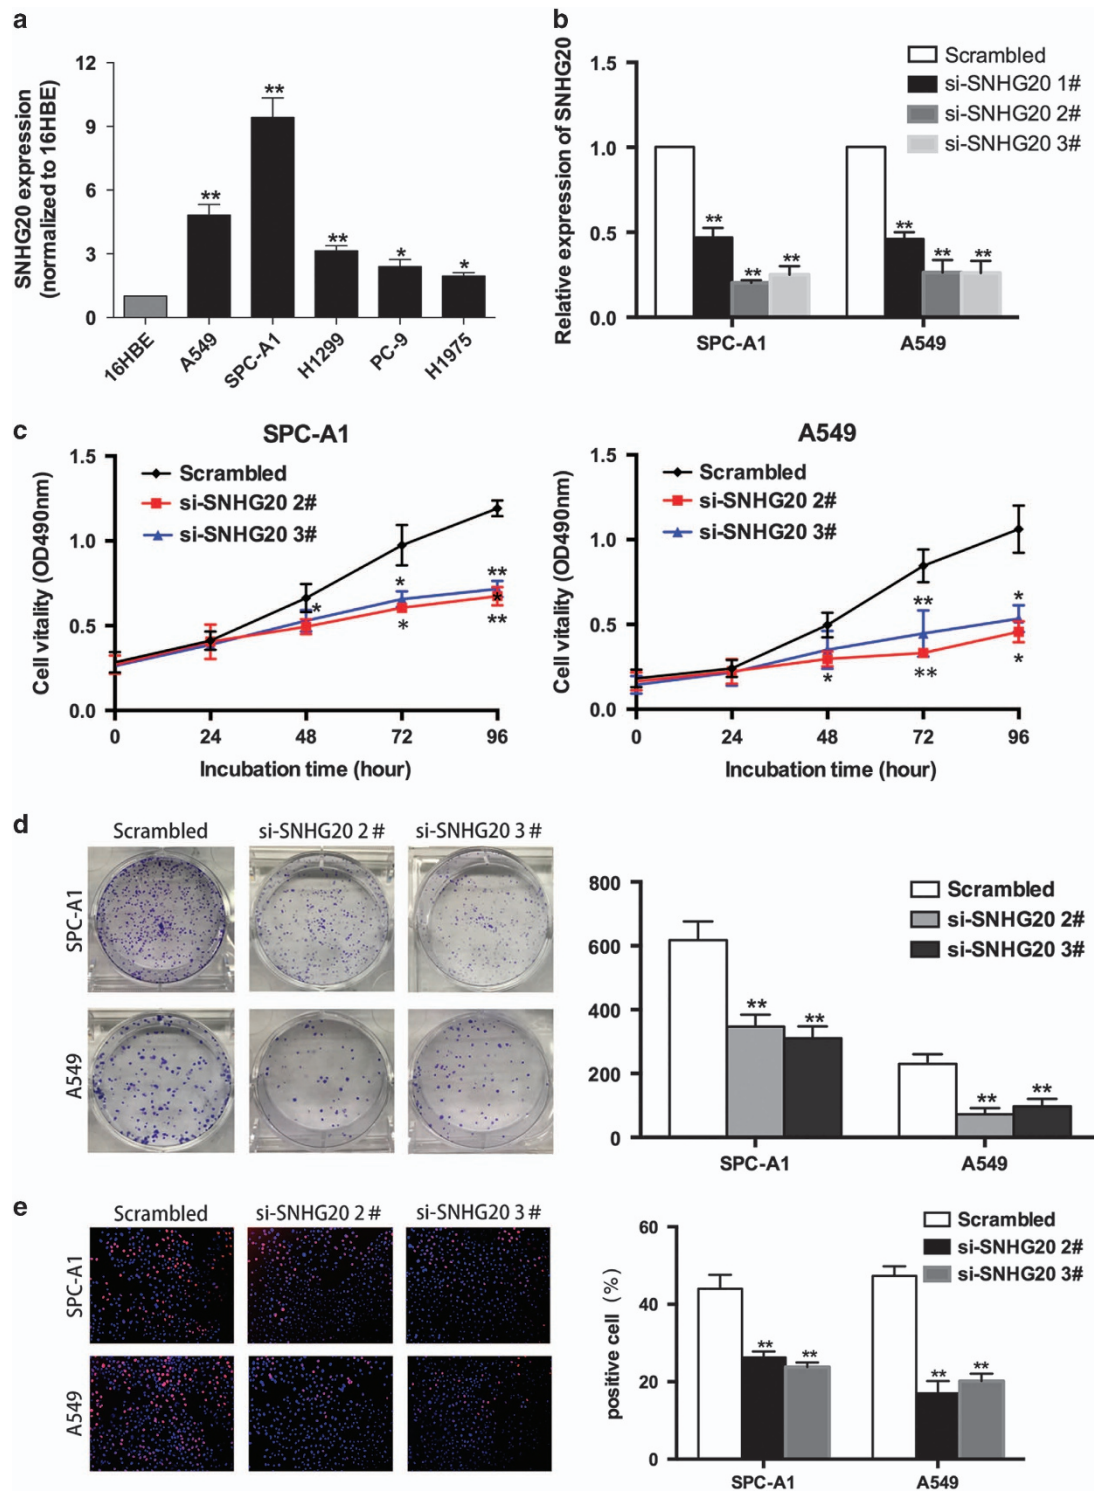 a
SNHG20 expression
(normalized to 16HBE)
12
9
6
3
0
**
**
**
*
*
16HBE
A549
SPC-A1
H1299
PC-9
H1975
b
Relative expression of SNHG20
1.5
1.0
0.5
0.0
Scrambled
si-SNHG20 1#
si-SNHG20 2#
si-SNHG20 3#
**
**
**
**
**
**
SPC-A1
A549
c
SPC-A1
Cell vitality (OD490nm)
1.5
1.0
0.5
0.0
Scrambled
si-SNHG20 2#
si-SNHG20 3#
*
*
*
**
*
**
0 24 48 72 96
Incubation time (hour)
A549
Cell vitality (OD490nm)
1.5
1.0
0.5
0.0
Scrambled
si-SNHG20 2#
si-SNHG20 3#
*
**
**
*
*
0 24 48 72 96
Incubation time (hour)
d
Scrambled
si-SNHG20 2#
si-SNHG20 3#
SPC-A1
A549
800
600
400
200
0
Scrambled
si-SNHG20 2#
si-SNHG20 3#
**
**
**
**
SPC-A1
A549
e
Scrambled
si-SNHG20 2#
si-SNHG20 3#
SPC-A1
A549
positive cell (%)
60
40
20
0
Scrambled
si-SNHG20 2#
si-SNHG20 3#
**
**
**
**
SPC-A1
A549